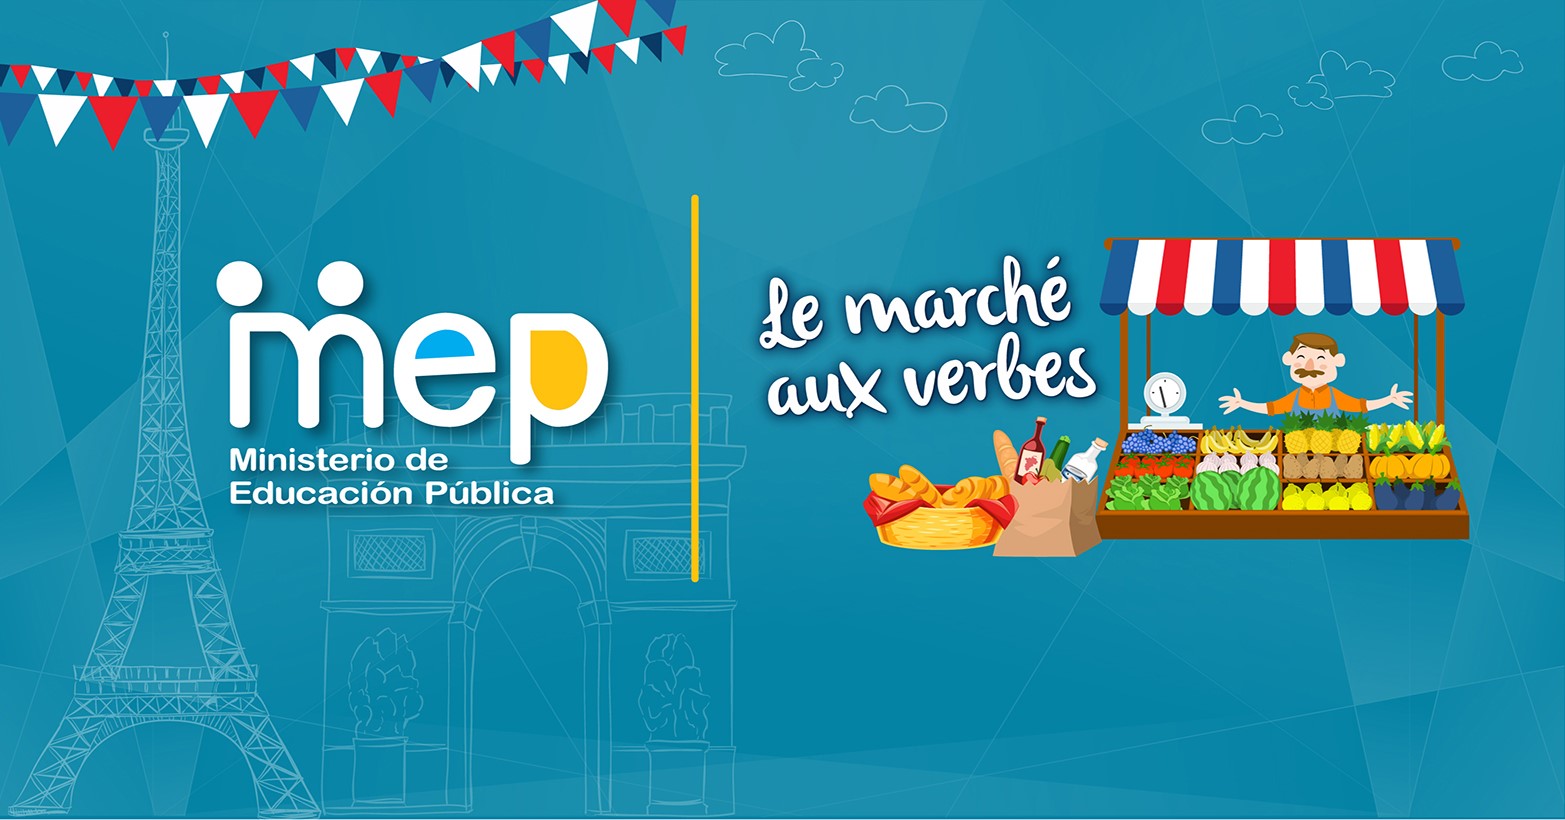 mep
Ministerio de
Educación Pública
Le marché
aux verbes